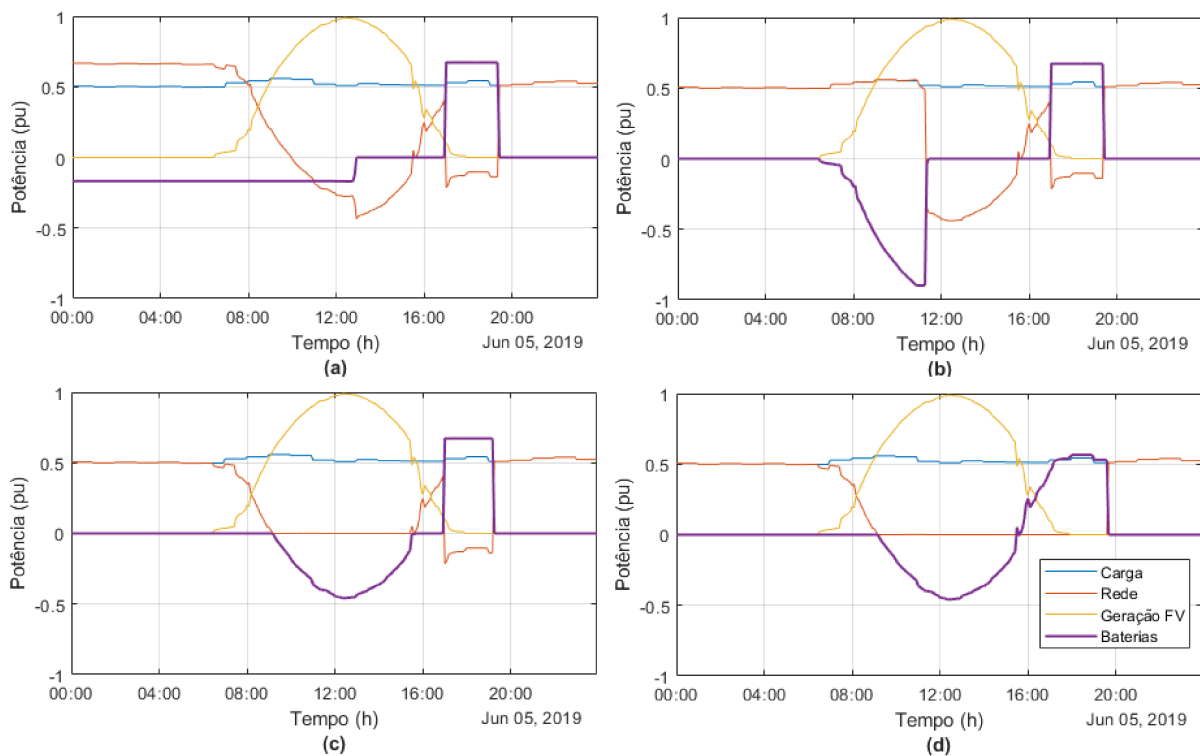 1
0.5
0
-0.5
-1
Potência (pu)
00:00 04:00 08:00 12:00 16:00 20:00
Tempo (h)
Jun 05, 2019
(a)
1
0.5
0
-0.5
-1
Potência (pu)
00:00 04:00 08:00 12:00 16:00 20:00
Tempo (h)
Jun 05, 2019
(b)
1
0.5
0
-0.5
-1
Potência (pu)
00:00 04:00 08:00 12:00 16:00 20:00
Tempo (h)
Jun 05, 2019
(c)
1
0.5
0
-0.5
-1
Potência (pu)
Carga
Rede
Geração FV
Baterias
00:00 04:00 08:00 12:00 16:00 20:00
Tempo (h)
Jun 05, 2019
(d)